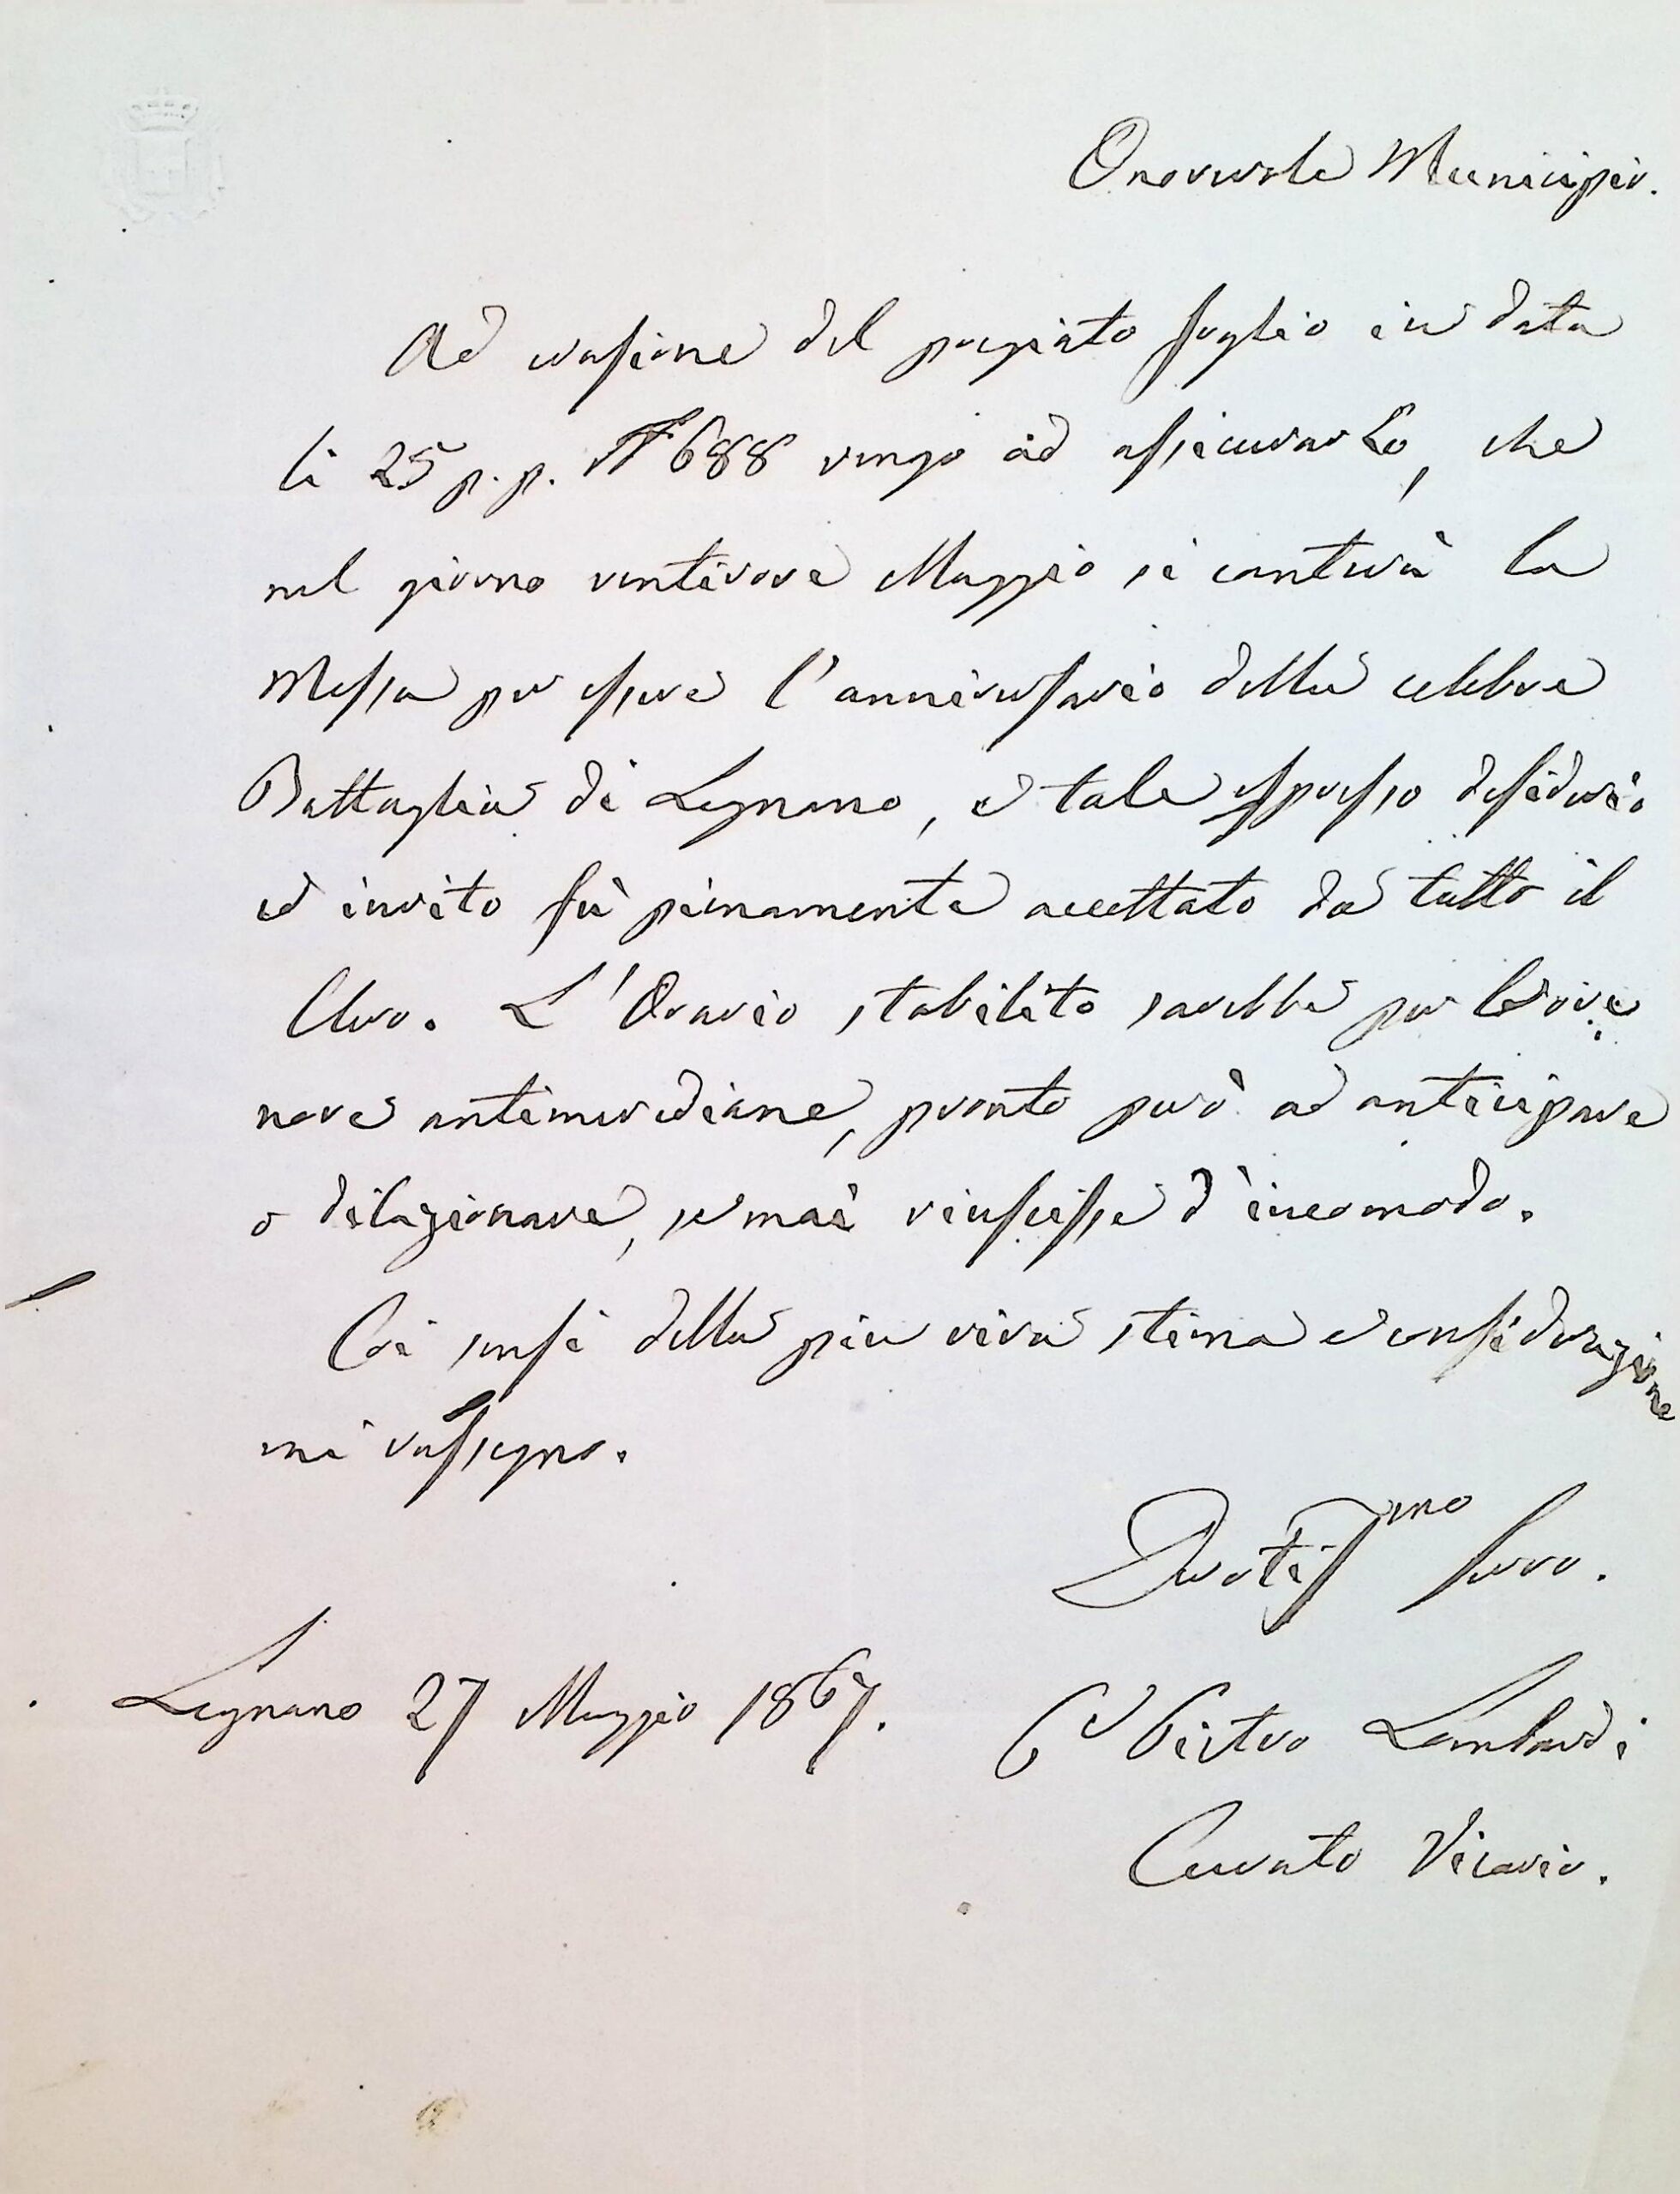 Onorevole Municipio.
Ad evasione del pregiato foglio in data
li 25 p. p. N 688 vengo ad assicurarLo, che
nel giorno ventinove Maggio si canterà la
Messa per essere l'anniversario della celebre
Battaglia di Legnano, e tale espresso desiderio
ed invito fù pienamente accettato da tutto il
Clero. L'Orario stabilito sarebbe per le ore
nove antimeridiane, pronto però ad anticipare
o dilazionare, se mai riuscisse d'incomodo.
Coi sensi della più viva stima e considerazione
mi rassegno.
Devotissmo servo.
Legnano 27 Maggio 1867.
Pietro Lombardi
Curato Vicario.